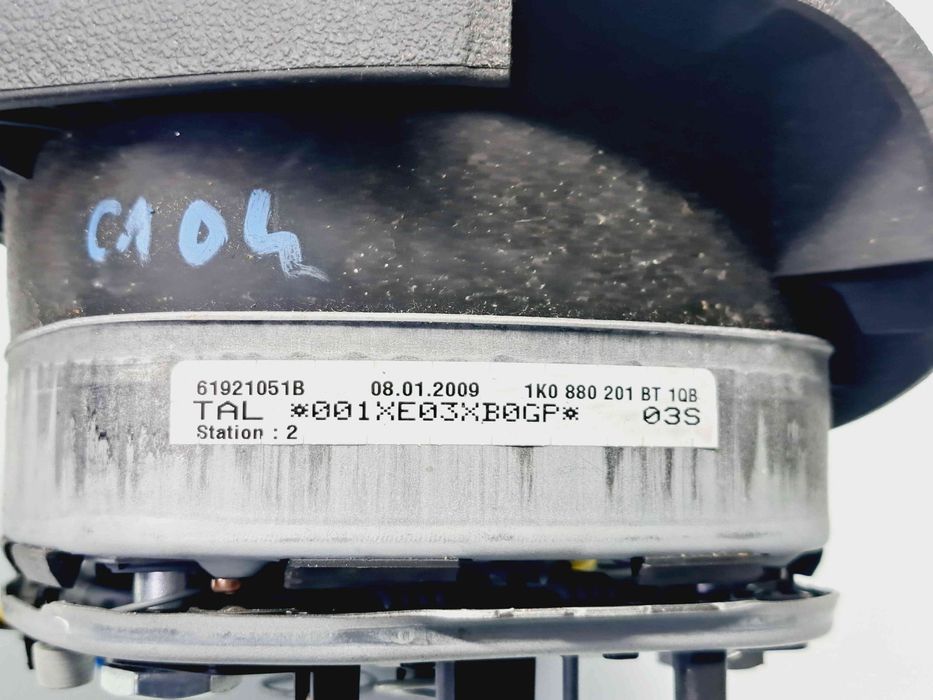 C104
61921051B 08.01.2009 1K0 880 201 BT 1QB
TAL *001XE03XB0GP* 03S
Station : 2